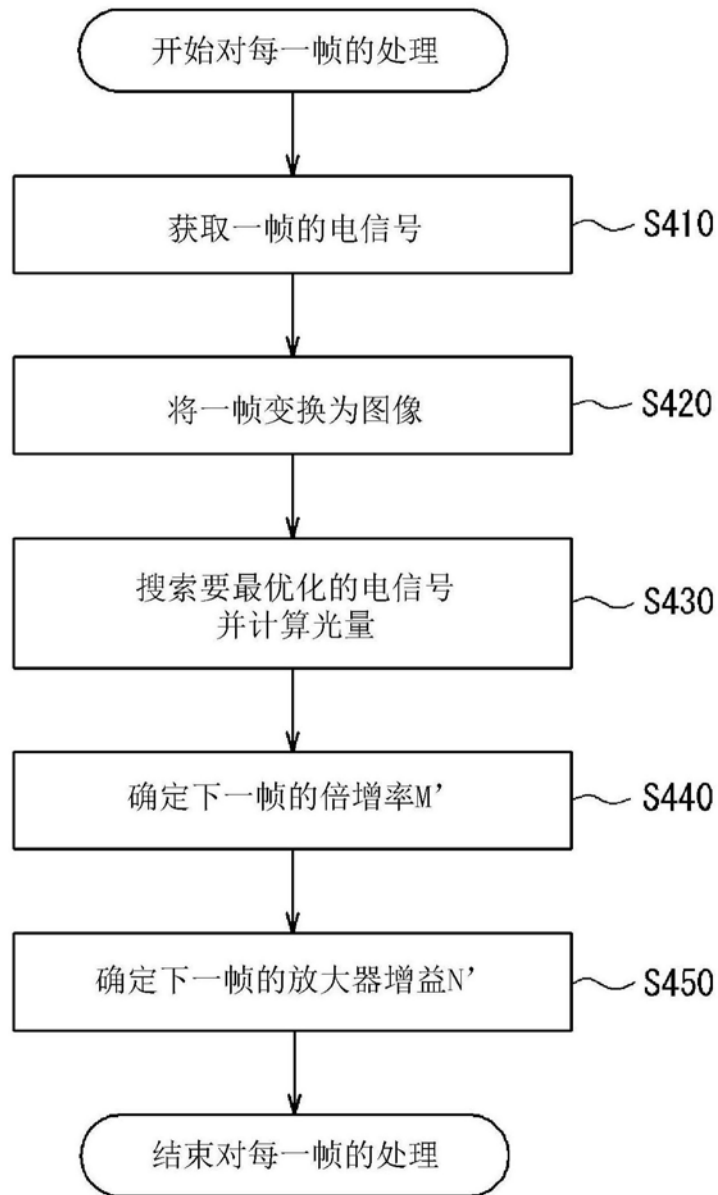 开始对每一帧的处理
获取一帧的电信号
S410
将一帧变换为图像
S420
搜索要最优化的电信号
并计算光量
S430
确定下一帧的倍增率M’
S440
确定下一帧的放大器增益N’
S450
结束对每一帧的处理